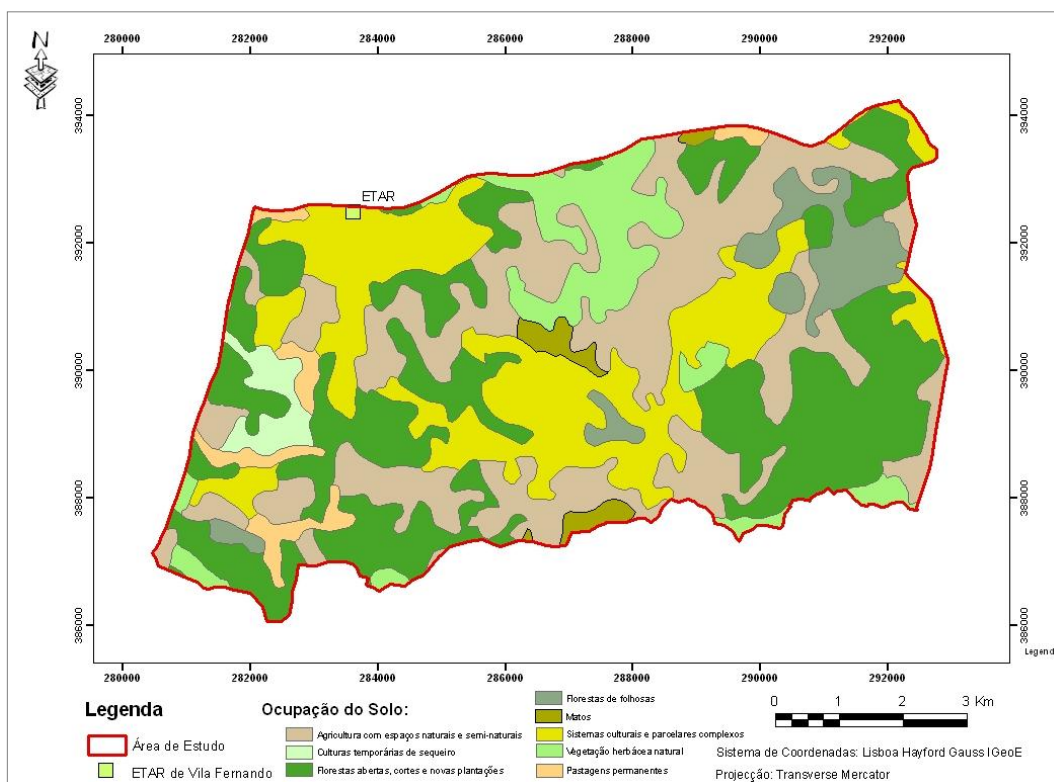 N
280000 282000 284000 286000 288000 290000 292000
394000 394000
ETAR
392000 392000
390000 390000
388000 388000
386000 386000
Legend
280000 282000 284000 286000 288000 290000 292000
Legenda
Área de Estudo
ETAR de Vila Fernando
Ocupação do Solo:
Agricultura com espaços naturais e semi-naturais
Culturas temporárias de sequeiro
Florestas abertas, cortes e novas plantações
Florestas de folhosas
Matos
Sistemas culturais e parcelares complexos
Vegetação herbácea natural
Pastagens permanentes
0 1 2 3 Km
Sistema de Coordenadas: Lisboa Hayford Gauss IGeoE
Projecção: Transverse Mercator